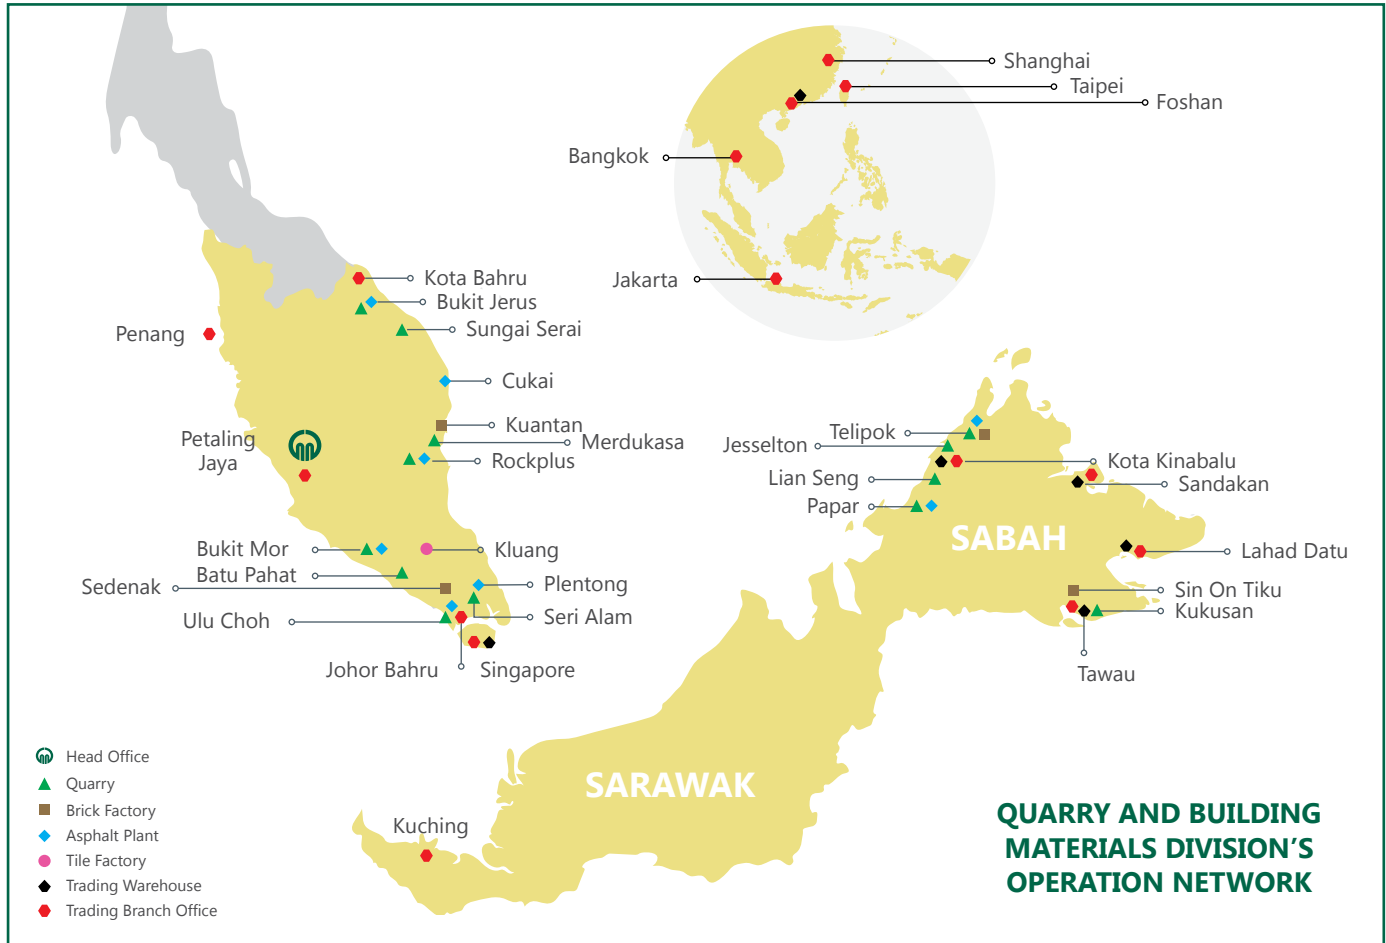 Shanghai
Taipei
Foshan
Bangkok
Jakarta
Kota Bahru
Bukit Jerus
Sungai Serai
Penang
Cukai
Kuantan
Merdukasa
Petaling
Jaya
Rockplus
Bukit Mor
Kluang
Batu Pahat
Sedenak
Plentong
Seri Alam
Ulu Choh
Johor Bahru
Singapore
Telipok
Jesselton
Kota Kinabalu
Lian Seng
Sandakan
Papar
SABAH
Lahad Datu
Sin On Tiku
Kukusan
Tawau
SARAWAK
Kuching
Head Office
Quarry
Brick Factory
Asphalt Plant
Tile Factory
Trading Warehouse
Trading Branch Office
QUARRY AND BUILDING
MATERIALS DIVISION’S
OPERATION NETWORK